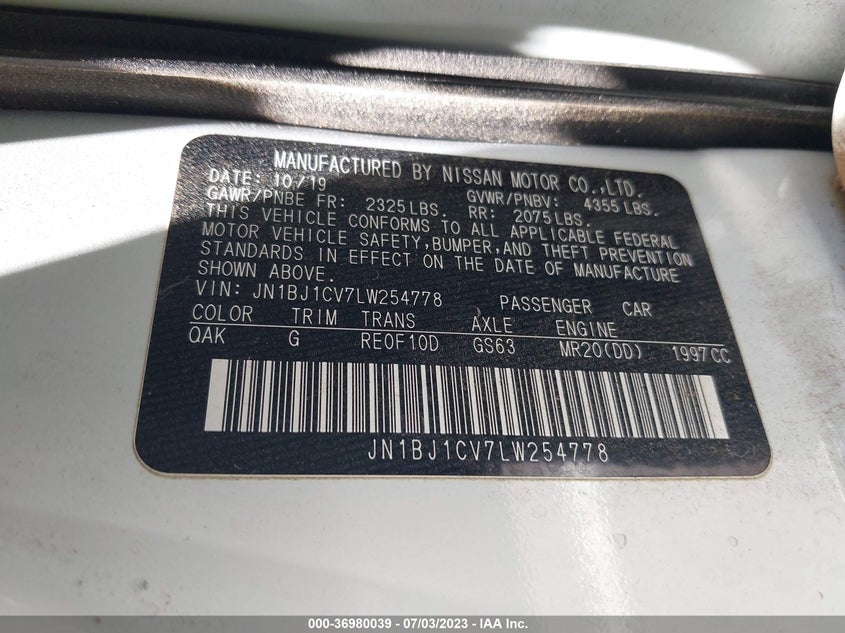 MANUFACTURED BY NISSAN MOTOR CO.,LTD.
DATE: 10/19 GVWR/PNBV: 4355 LBS.
GAWR/PNBE FR: 2325 LBS. RR: 2075 LBS.
THIS VEHICLE CONFORMS TO ALL APPLICABLE FEDERAL
MOTOR VEHICLE SAFETY, BUMPER, AND THEFT PREVENTION
STANDARDS IN EFFECT ON THE DATE OF MANUFACTURE
SHOWN ABOVE.
VIN: JN1BJ1CV7LW254778 PASSENGER CAR
COLOR TRIM TRANS AXLE ENGINE
QAK G RE0F10D GS63 MR20(DD) 1997CC
JN1BJ1CV7LW254778
000-36980039 - 07/03/2023 - IAA Inc.